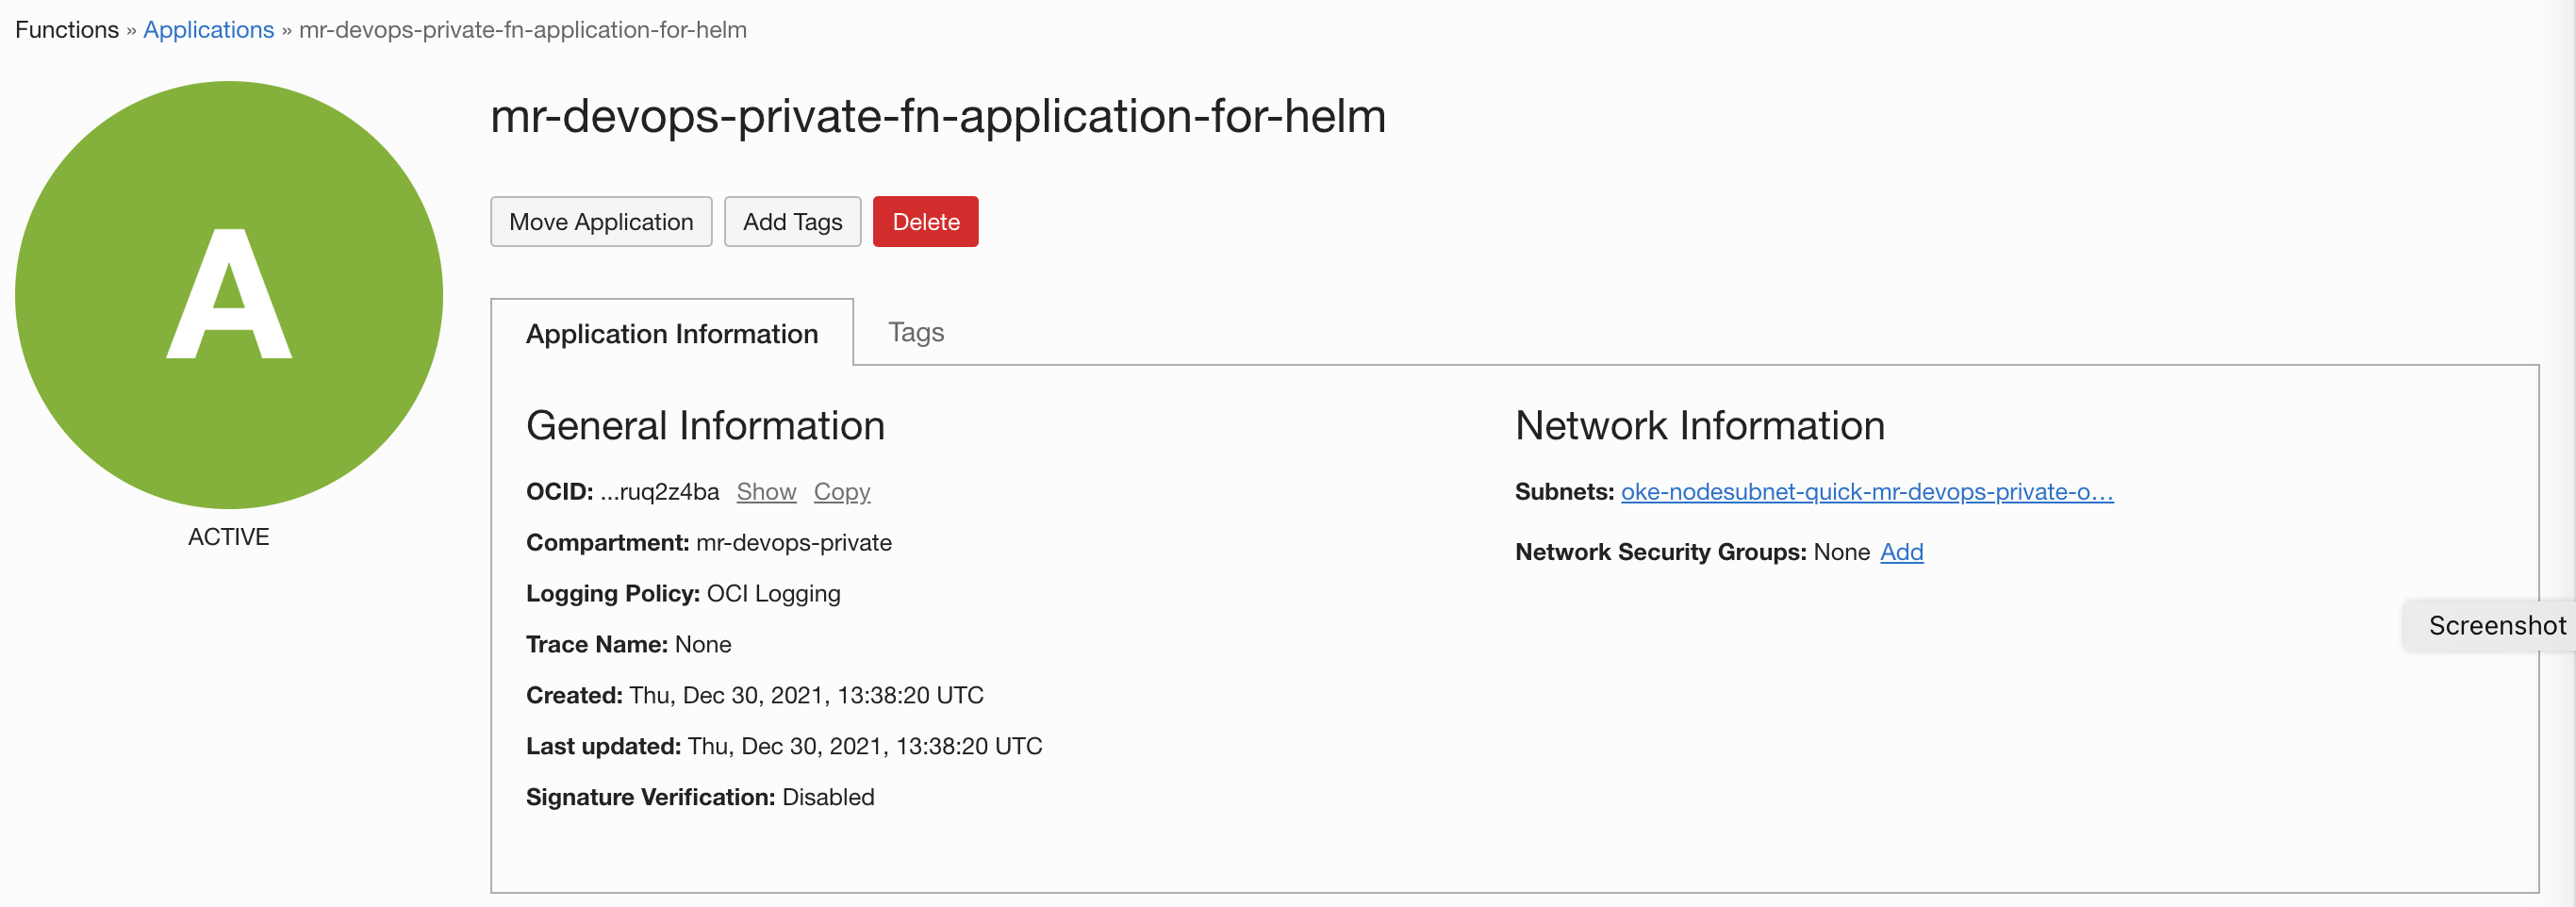 Functions » Applications » mr-devops-private-fn-application-for-helm
A
ACTIVE
mr-devops-private-fn-application-for-helm
Move Application Add Tags Delete
Application Information Tags
General Information
OCID: ...ruq2z4ba Show Copy
Compartment: mr-devops-private
Logging Policy: OCI Logging
Trace Name: None
Created: Thu, Dec 30, 2021, 13:38:20 UTC
Last updated: Thu, Dec 30, 2021, 13:38:20 UTC
Signature Verification: Disabled
Network Information
Subnets: oke-nodesubnet-quick-mr-devops-private-o...
Network Security Groups: None Add
Screenshot